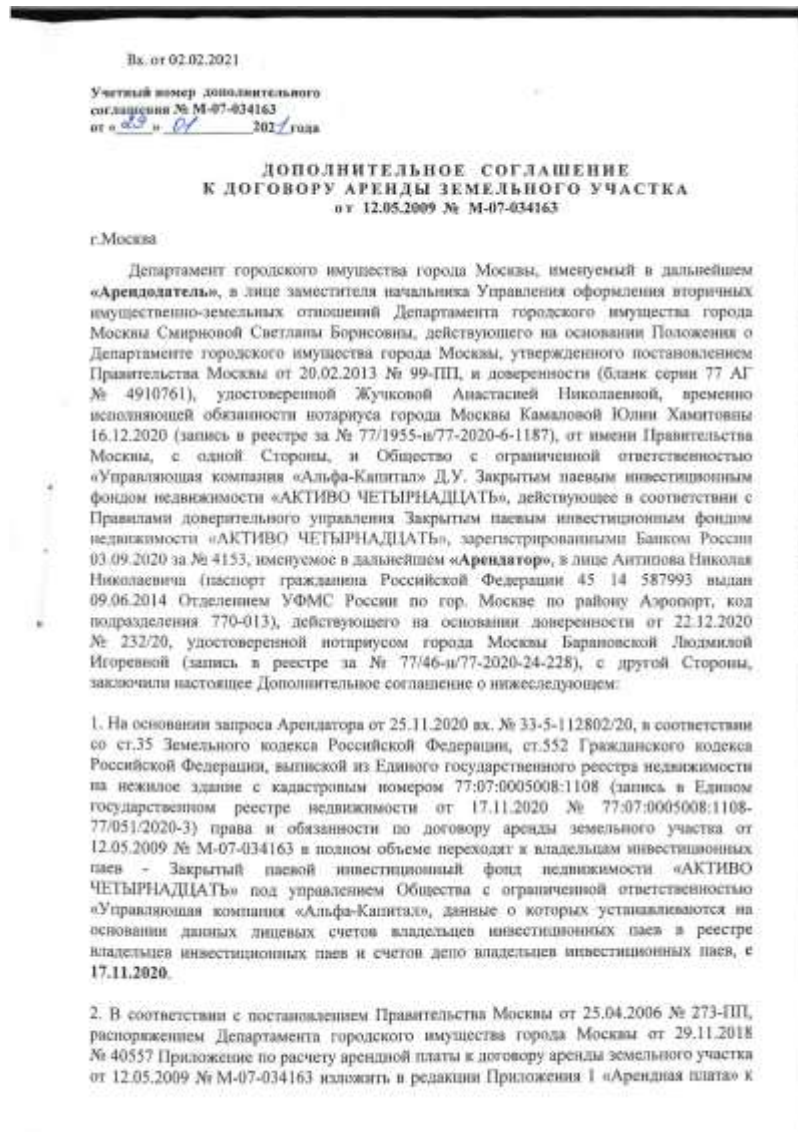 Вх. от 02.02.2021
Учетный номер дополнительного
соглашения № М-07-034163
от « 29 » 01 2021 года
ДОПОЛНИТЕЛЬНОЕ СОГЛАШЕНИЕ
К ДОГОВОРУ АРЕНДЫ ЗЕМЕЛЬНОГО УЧАСТКА
от 12.05.2009 № М-07-034163
г.Москва
Департамент городского имущества города Москвы, именуемый в дальнейшем
«Арендодатель», в лице заместителя начальника Управления оформления вторичных
имущественно-земельных отношений Департамента городского имущества города
Москвы Смирновой Светланы Борисовны, действующего на основании Положения о
Департаменте городского имущества города Москвы, утвержденного постановлением
Правительства Москвы от 20.02.2013 № 99-ПП, и доверенности (бланк серии 77 АГ
№ 4910761), удостоверенной Жучковой Анастасией Николаевной, временно
исполняющей обязанности нотариуса города Москвы Камаловой Юлии Хамитовны
16.12.2020 (запись в реестре за № 77/1955-н/77-2020-6-1187), от имени Правительства
Москвы, с одной Стороны, и Общество с ограниченной ответственностью
«Управляющая компания «Альфа-Капитал» Д.У. Закрытым паевым инвестиционным
фондом недвижимости «АКТИВО ЧЕТЫРНАДЦАТЬ», действующее в соответствии с
Правилами доверительного управления Закрытым паевым инвестиционным фондом
недвижимости «АКТИВО ЧЕТЫРНАДЦАТЬ», зарегистрированными Банком России
03.09.2020 за № 4153, именуемое в дальнейшем «Арендатор», в лице Антипова Николая
Николаевича (паспорт гражданина Российской Федерации 45 14 587993 выдан
09.06.2014 Отделением УФМС России по гор. Москве по району Аэропорт, код
подразделения 770-013), действующего на основании доверенности от 22.12.2020
№ 232/20, удостоверенной нотариусом города Москвы Барановской Людмилой
Игоревной (запись в реестре за № 77/46-н/77-2020-24-228), с другой Стороны,
заключили настоящее Дополнительное соглашение о нижеследующем:
1. На основании запроса Арендатора от 25.11.2020 вх. № 33-5-112802/20, в соответствии
со ст.35 Земельного кодекса Российской Федерации, ст.552 Гражданского кодекса
Российской Федерации, выпиской из Единого государственного реестра недвижимости
на нежилое здание с кадастровым номером 77:07:0005008:1108 (запись в Едином
государственном реестре недвижимости от 17.11.2020 № 77:07:0005008:1108-
77/051/2020-3) права и обязанности по договору аренды земельного участка от
12.05.2009 № М-07-034163 в полном объеме переходят к владельцам инвестиционных
паев - Закрытый паевой инвестиционный фонд недвижимости «АКТИВО
ЧЕТЫРНАДЦАТЬ» под управлением Общества с ограниченной ответственностью
«Управляющая компания «Альфа-Капитал», данные о которых устанавливаются на
основании данных лицевых счетов владельцев инвестиционных паев в реестре
владельцев инвестиционных паев и счетов депо владельцев инвестиционных паев, с
17.11.2020.
2. В соответствии с постановлением Правительства Москвы от 25.04.2006 № 273-ПП,
распоряжением Департамента городского имущества города Москвы от 29.11.2018
№ 40557 Приложение по расчету арендной платы к договору аренды земельного участка
от 12.05.2009 № М-07-034163 изложить в редакции Приложения 1 «Арендная плата» к